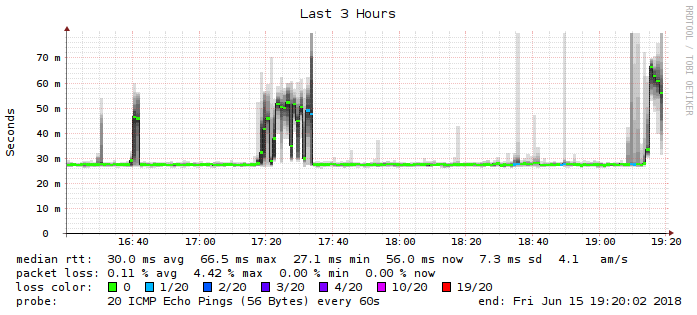 Last 3 Hours
RRDTOOL / TOBI OETIKER
Seconds
70 m
60 m
50 m
40 m
30 m
20 m
10 m
0
16:40 17:00 17:20 17:40 18:00 18:20 18:40 19:00 19:20
median rtt: 30.0 ms avg 66.5 ms max 27.1 ms min 56.0 ms now 7.3 ms sd 4.1 am/s
packet loss: 0.11 % avg 4.42 % max 0.00 % min 0.00 % now
loss color: 0 1/20 2/20 3/20 4/20 10/20 19/20
probe: 20 ICMP Echo Pings (56 Bytes) every 60s end: Fri Jun 15 19:20:02 2018